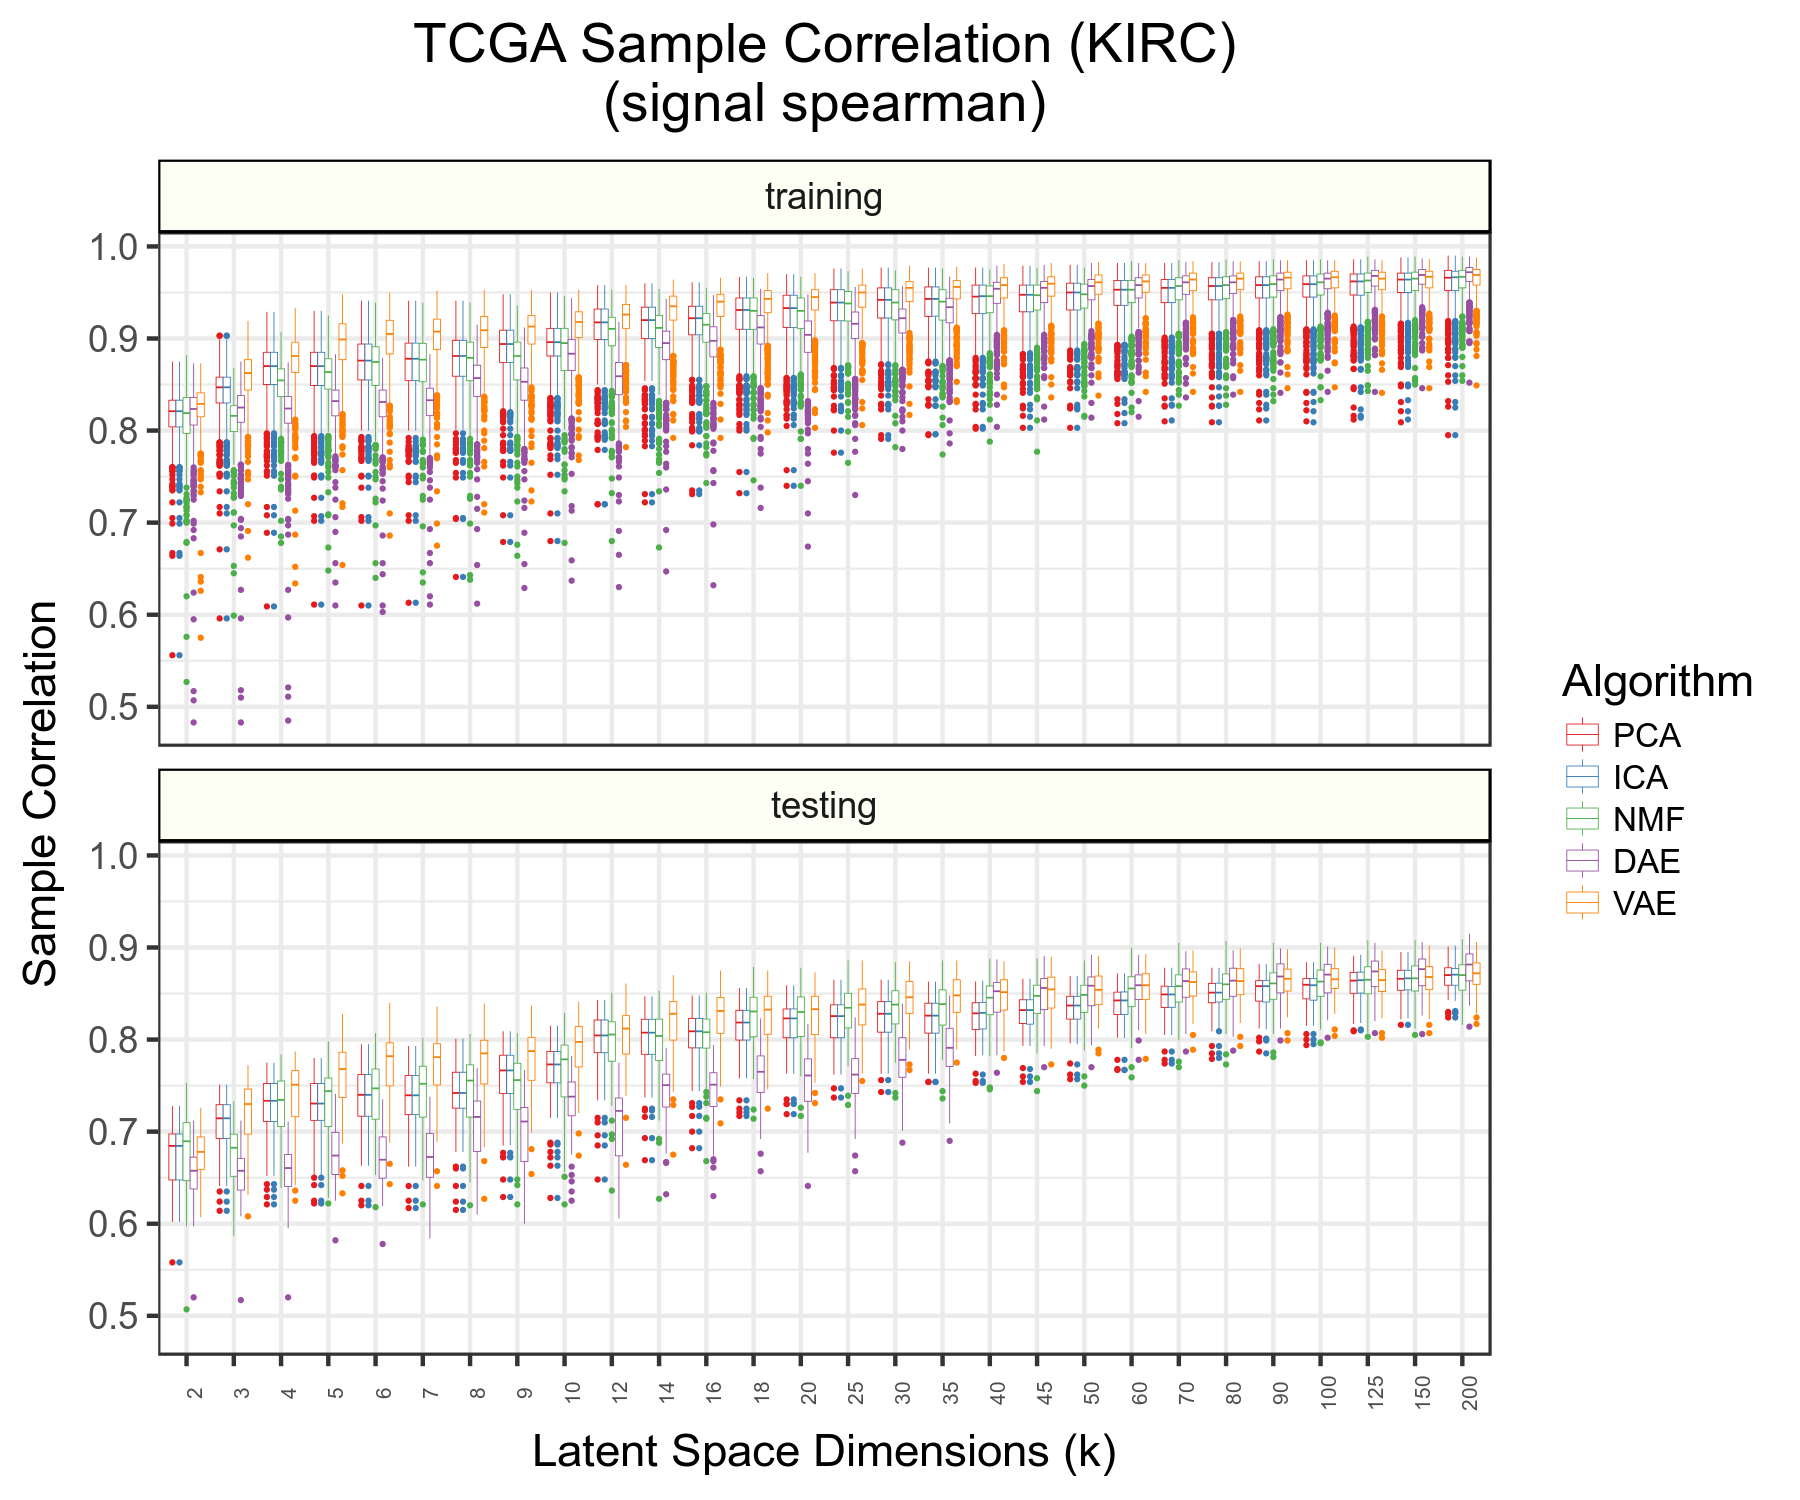 TCGA Sample Correlation (KIRC)
(signal spearman)
training
1.0
0.9
0.8
0.7
0.6
0.5
testing
1.0
0.9
0.8
0.7
0.6
0.5
Sample Correlation
2 3 4 5 6 7 8 9 10 12 14 16 18 20 25 30 35 40 45 50 60 70 80 90 100 125 150 200
Latent Space Dimensions (k)
Algorithm
PCA
ICA
NMF
DAE
VAE